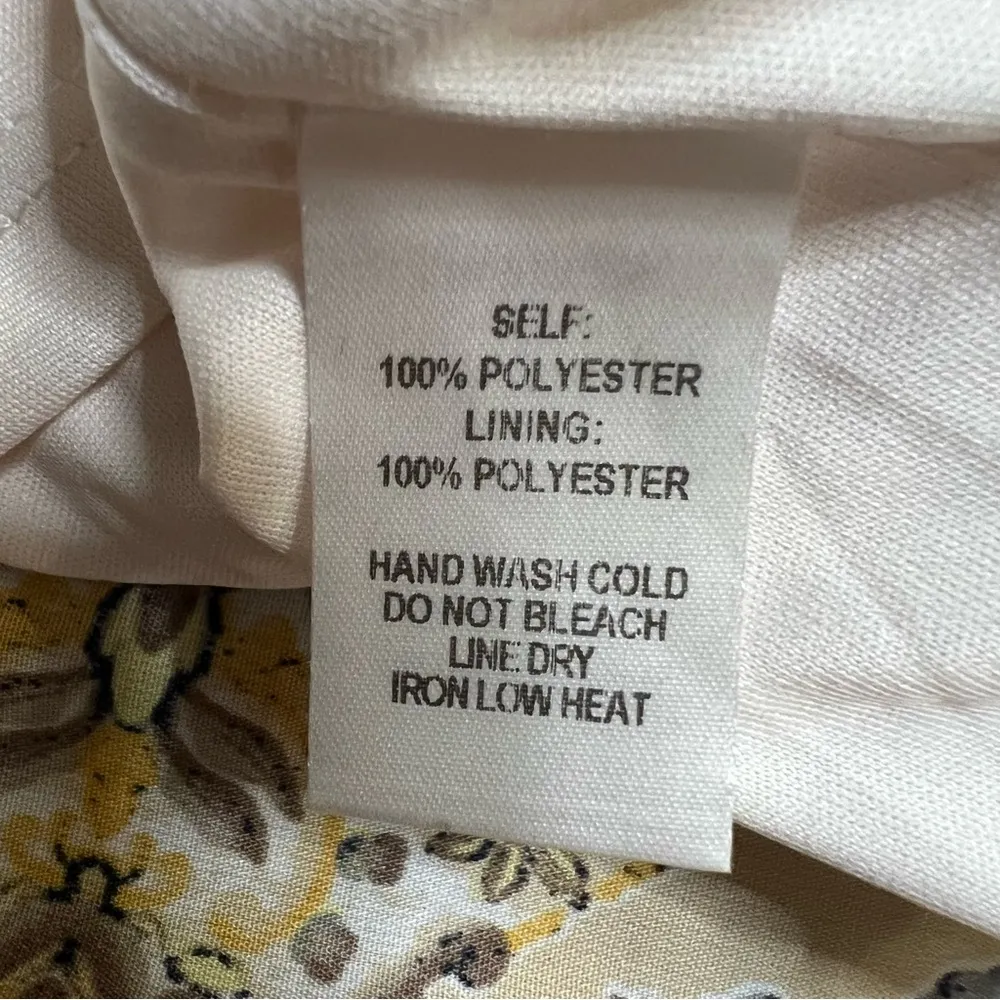 SELF:
100% POLYESTER
LINING:
100% POLYESTER
HAND WASH COLD
DO NOT BLEACH
LINE DRY
IRON LOW HEAT